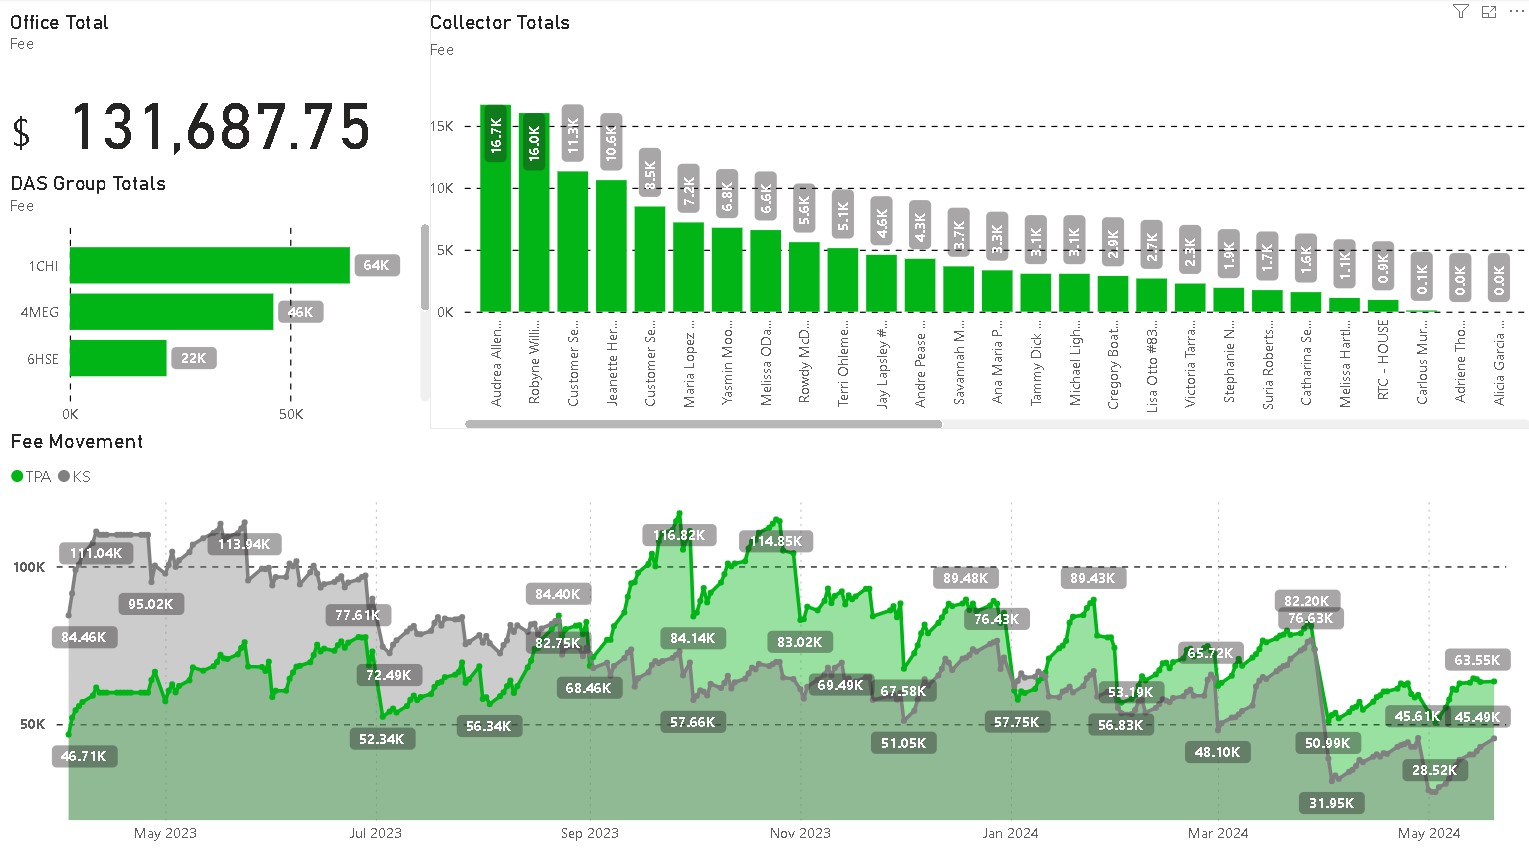 Office Total
Fee
$ 131,687.75
DAS Group Totals
Fee
1CHI 64K
4MEG 46K
6HSE 22K
0K 50K
Collector Totals
Fee
15K
10K
5K
0K
16.7K 16.0K 11.3K 10.6K 8.5K 7.2K 6.8K 6.6K 5.6K 5.1K 4.6K 4.3K 3.7K 3.3K 3.1K 3.1K 2.9K 2.7K 2.3K 1.9K 1.7K 1.6K 1.1K 0.9K 0.1K 0.0K 0.0K
Audrea Allen...
Robyne Willi...
Customer Se...
Jeanette Her...
Customer Se...
Maria Lopez ...
Yasmin Moo...
Melissa ODa...
Rowdy McD...
Terri Ohleme...
Jay Lapsley #...
Andre Pease ...
Savannah M...
Ana Maria P...
Tammy Dick ...
Michael Ligh...
Cregory Boat...
Lisa Otto #83...
Victoria Tarra...
Stephanie N...
Suria Roberts...
Catharina Se...
Melissa Hartl...
RTC - HOUSE
Carlous Mur...
Adriene Tho...
Alicia Garcia ...
Fee Movement
TPA KS
100K
50K
84.46K
111.04K
95.02K
113.94K
77.61K
72.49K
46.71K
52.34K
56.34K
84.40K
82.75K
68.46K
116.82K
84.14K
57.66K
114.85K
83.02K
69.49K
67.58K
51.05K
89.48K
76.43K
57.75K
89.43K
53.19K
56.83K
65.72K
48.10K
82.20K
76.63K
50.99K
31.95K
45.61K
28.52K
63.55K
45.49K
May 2023 Jul 2023 Sep 2023 Nov 2023 Jan 2024 Mar 2024 May 2024